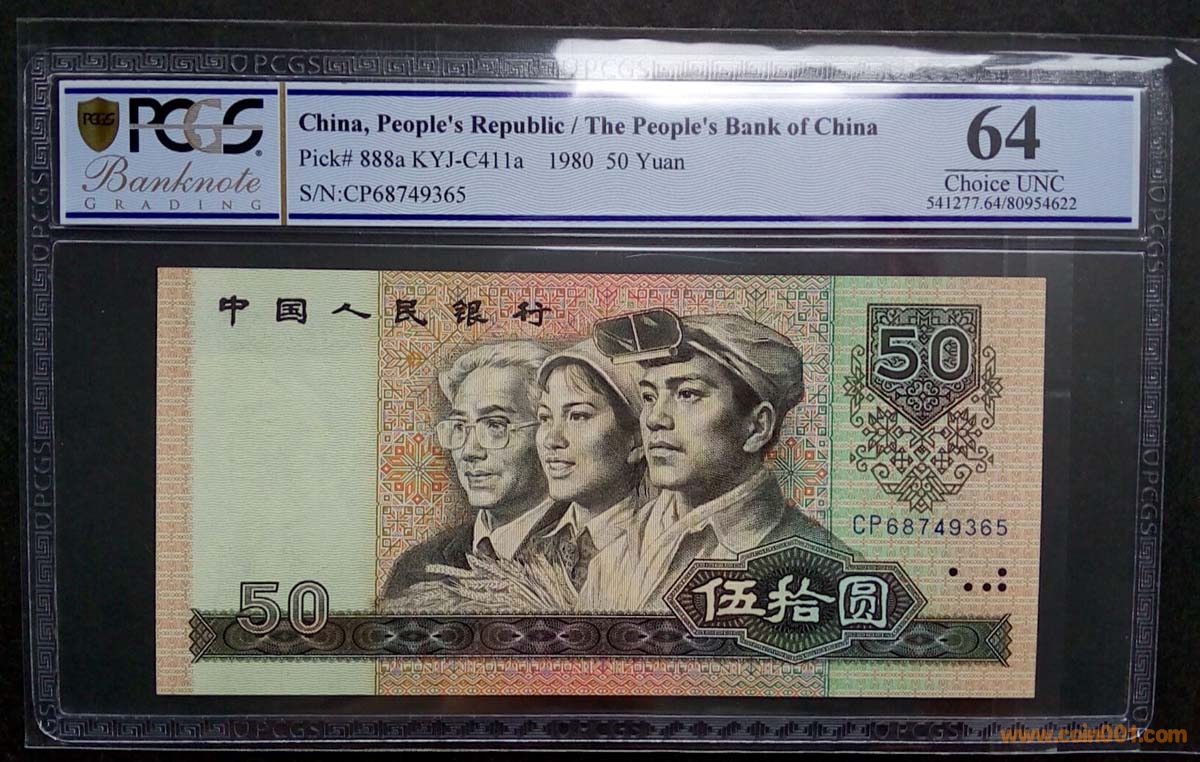 PCGS
PCGS
China, People's Republic / The People's Bank of China
64
Banknote
Pick# 888a KYJ-C411a 1980 50 Yuan
Choice UNC
GRADING
S/N:CP68749365
541277.64/80954622
中国人民银行
50
CP68749365
50
伍拾圆
www.coin001.com